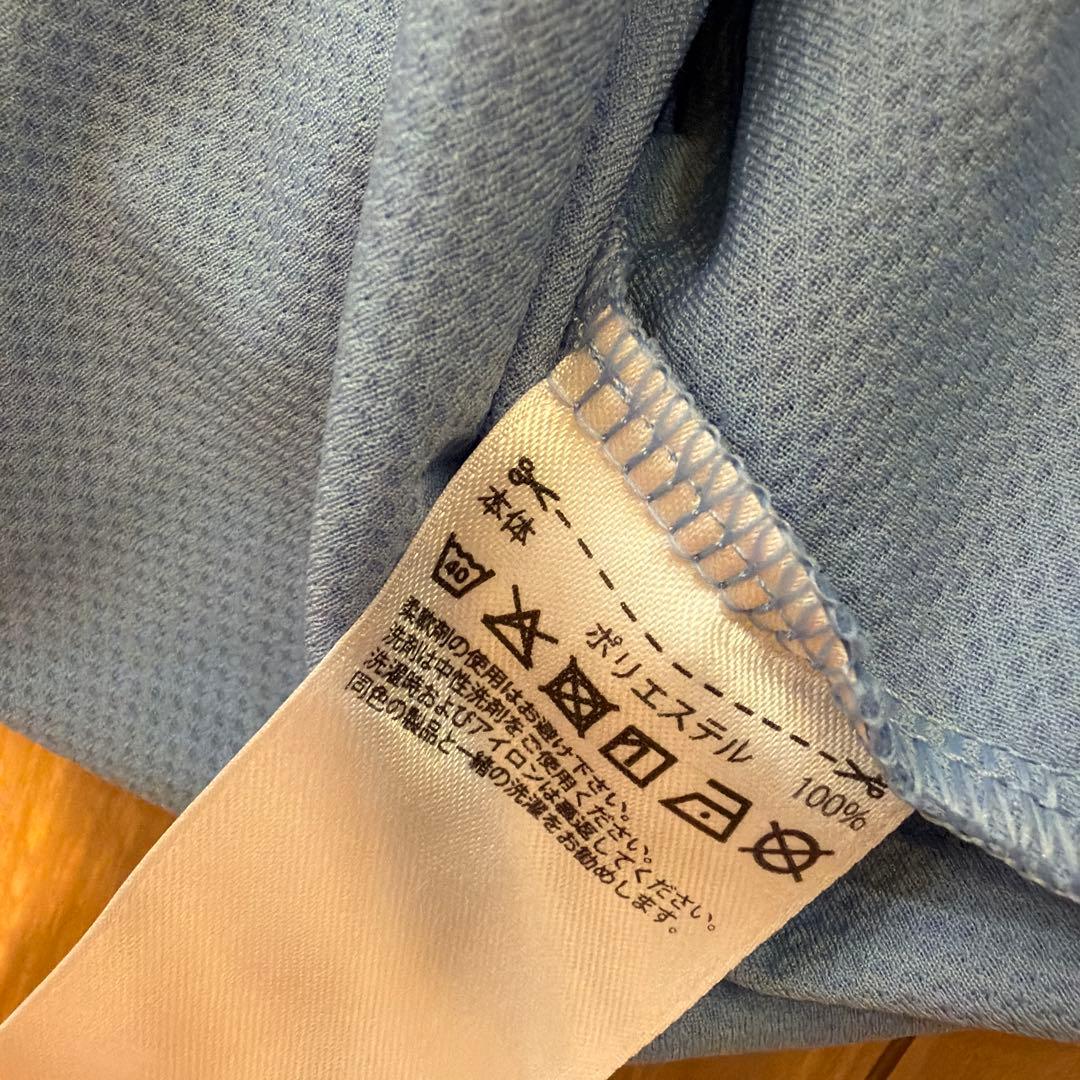 本体
ポリエステル 100%
40
柔軟剤の使用はお避け下さい。
洗剤は中性洗剤をご使用ください。
洗濯時およびアイロンは裏返してください。
同色の製品と一緒の洗濯をお勧めします。